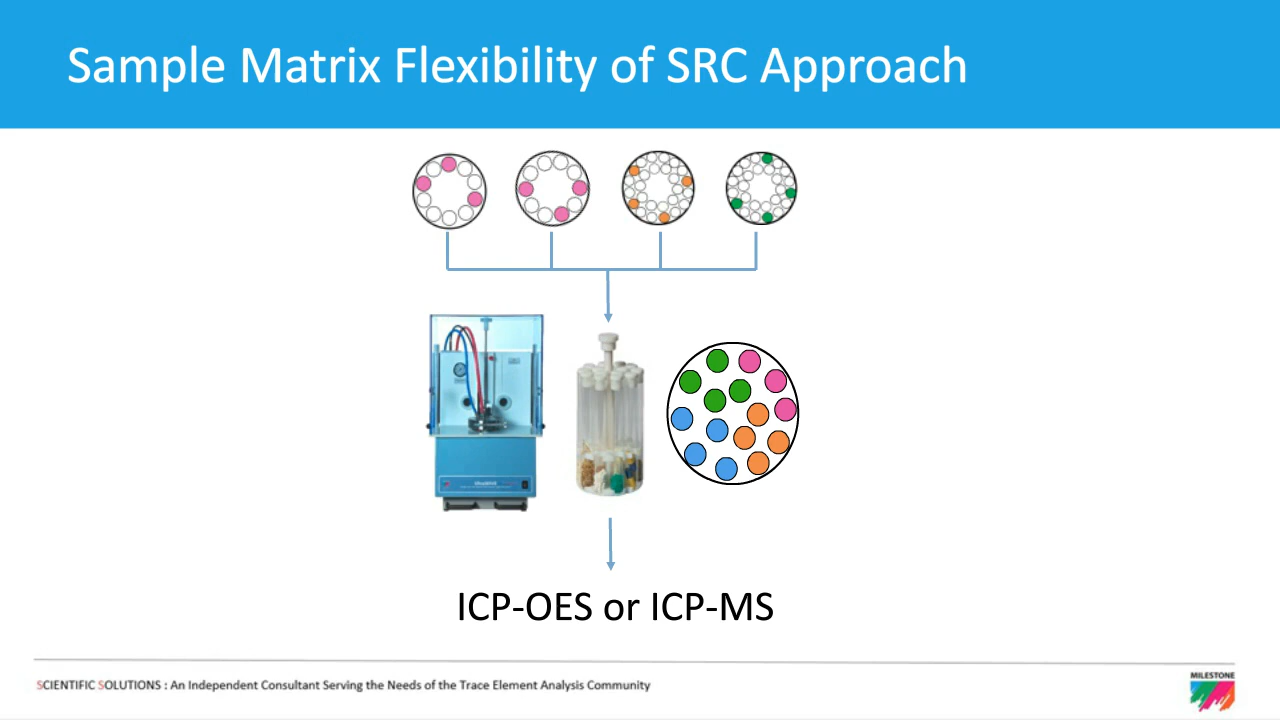 Sample Matrix Flexibility of SRC Approach
ICP-OES or ICP-MS
SCIENTIFIC SOLUTIONS : An Independent Consultant Serving the Needs of the Trace Element Analysis Community
MILESTONE